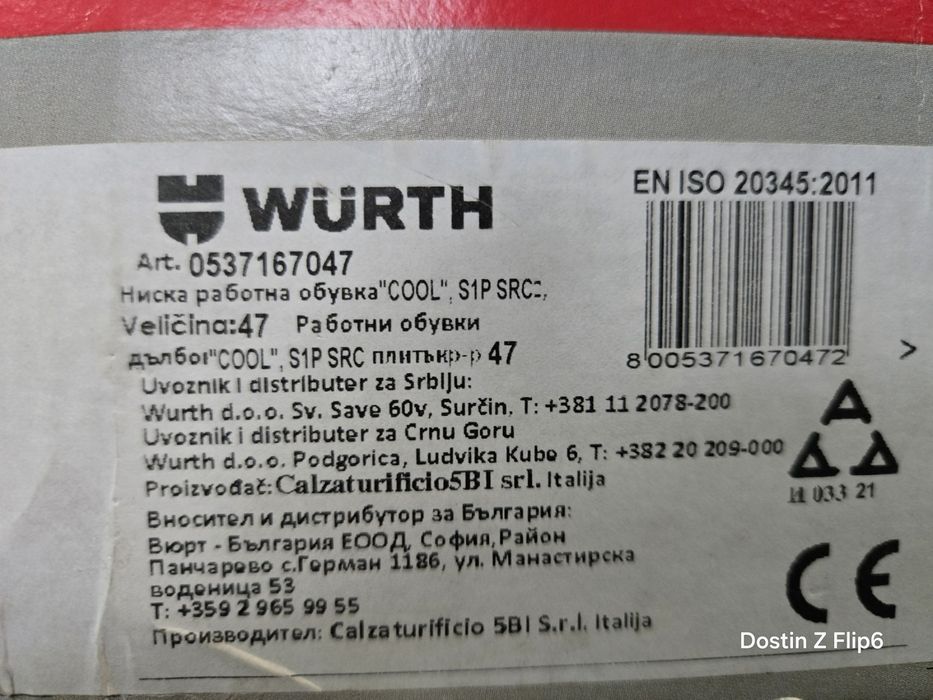 WÜRTH
EN ISO 20345:2011
Art. 0537167047
Ниска работна обувка"COOL", S1P SRC
Veličina:47 Работни обувки
"COOL", S1P SRC 47
8 005371 670472 >
Uvoznik i distributer za Srbiju:
Wurth d.o.o. Sv. Save 60v, Surčin, T: +381 11 2078-200
Uvoznik i distributer za Crnu Goru
Wurth d.o.o. Podgorica, Ludvika Kube 6, T: +382 20 209-000
Proizvođač: Calzaturificio5BI srl. Italija
033 21
Вносител и дистрибутор за България:
Вюрт - България ЕООД, София, Район
Панчарево с.Герман 1186, ул. Манастирска
воденица 53
T: +359 2 965 99 55
Производител: Calzaturificio 5BI S.r.l. Italija
CE
Dostin Z Flip6